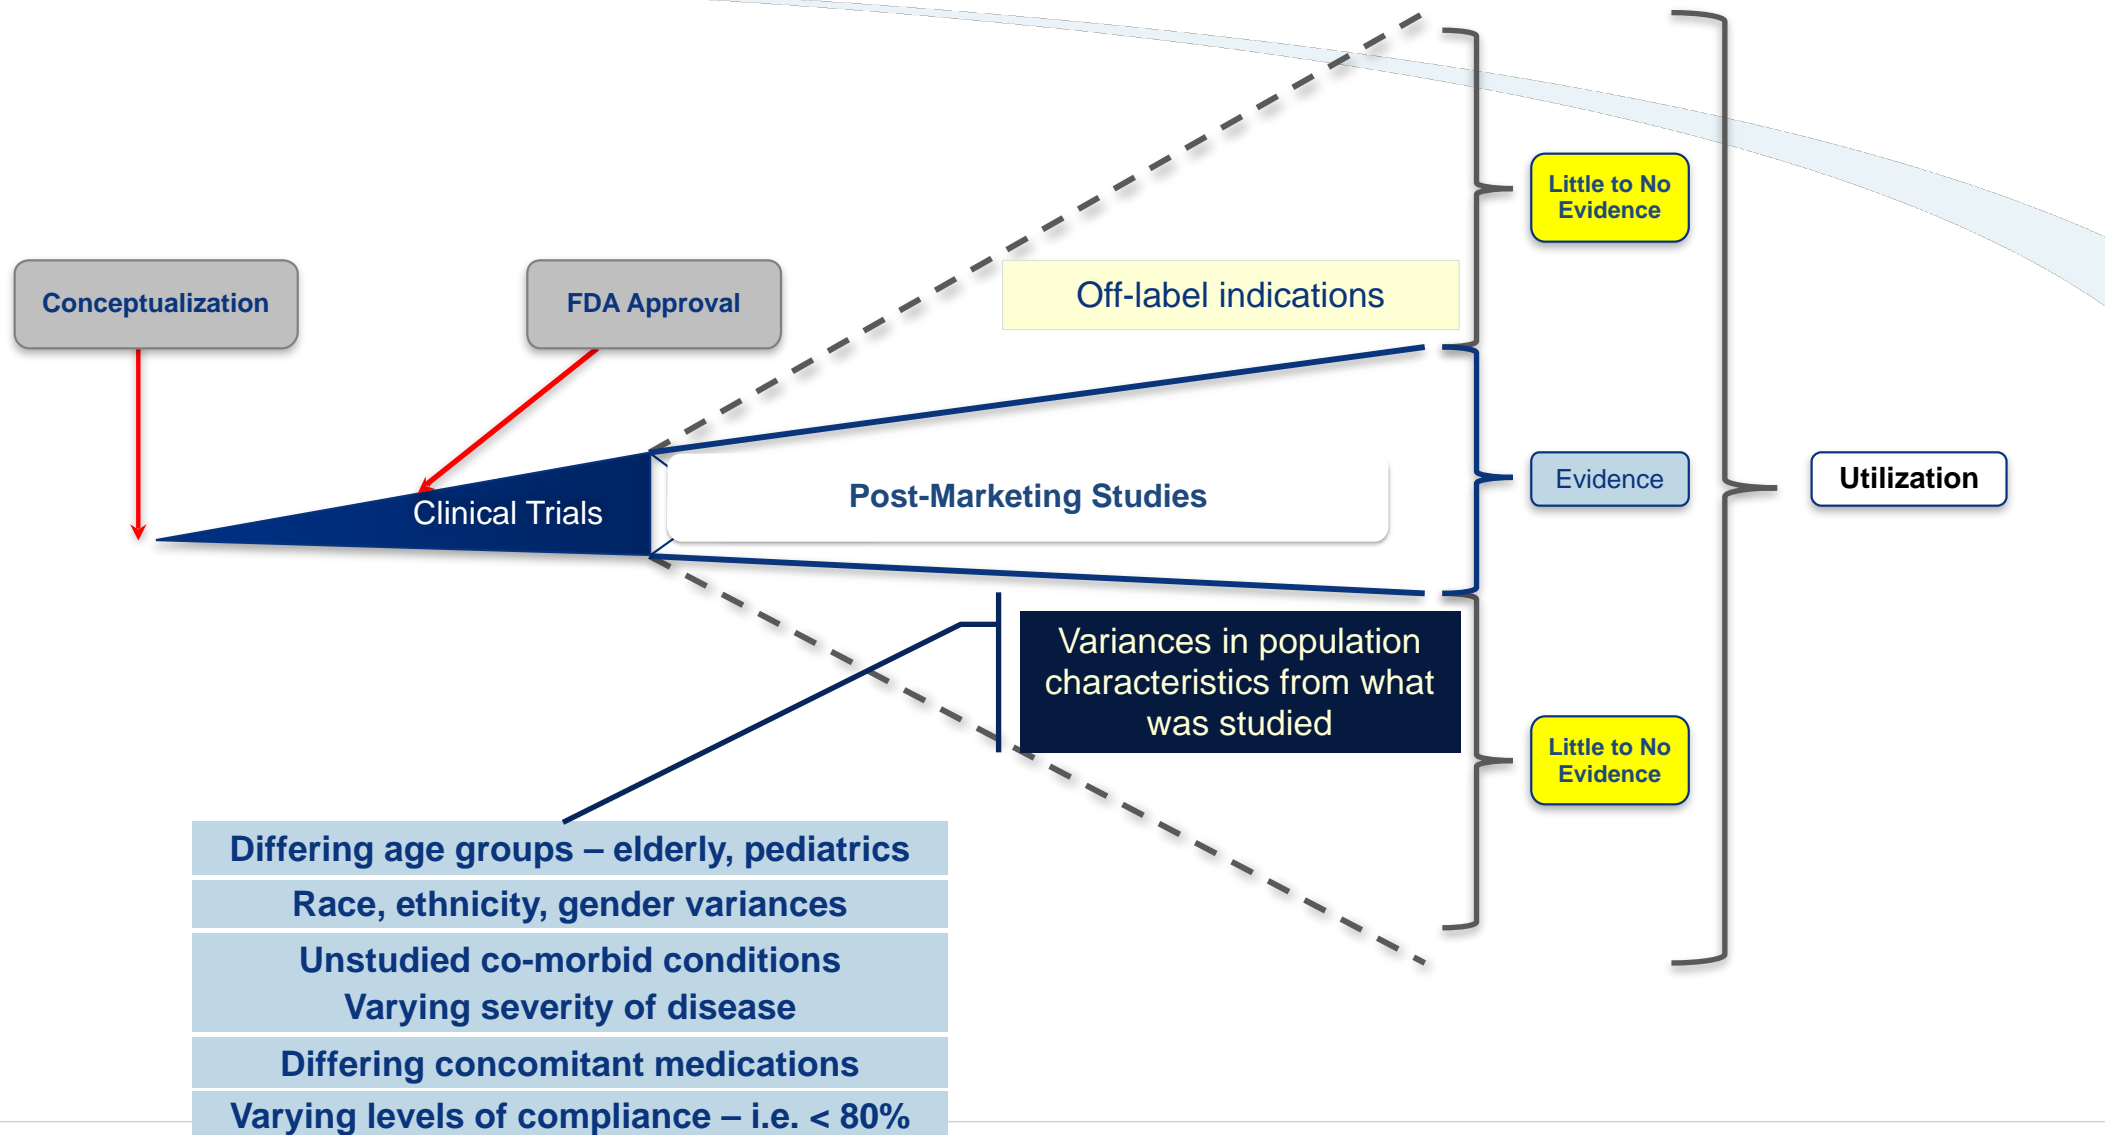 Little to No
Evidence
Conceptualization
FDA Approval
Off-label indications
Clinical Trials
Post-Marketing Studies
Evidence
Utilization
Variances in population
characteristics from what
was studied
Little to No
Evidence
Differing age groups – elderly, pediatrics
Race, ethnicity, gender variances
Unstudied co-morbid conditions
Varying severity of disease
Differing concomitant medications
Varying levels of compliance – i.e. < 80%